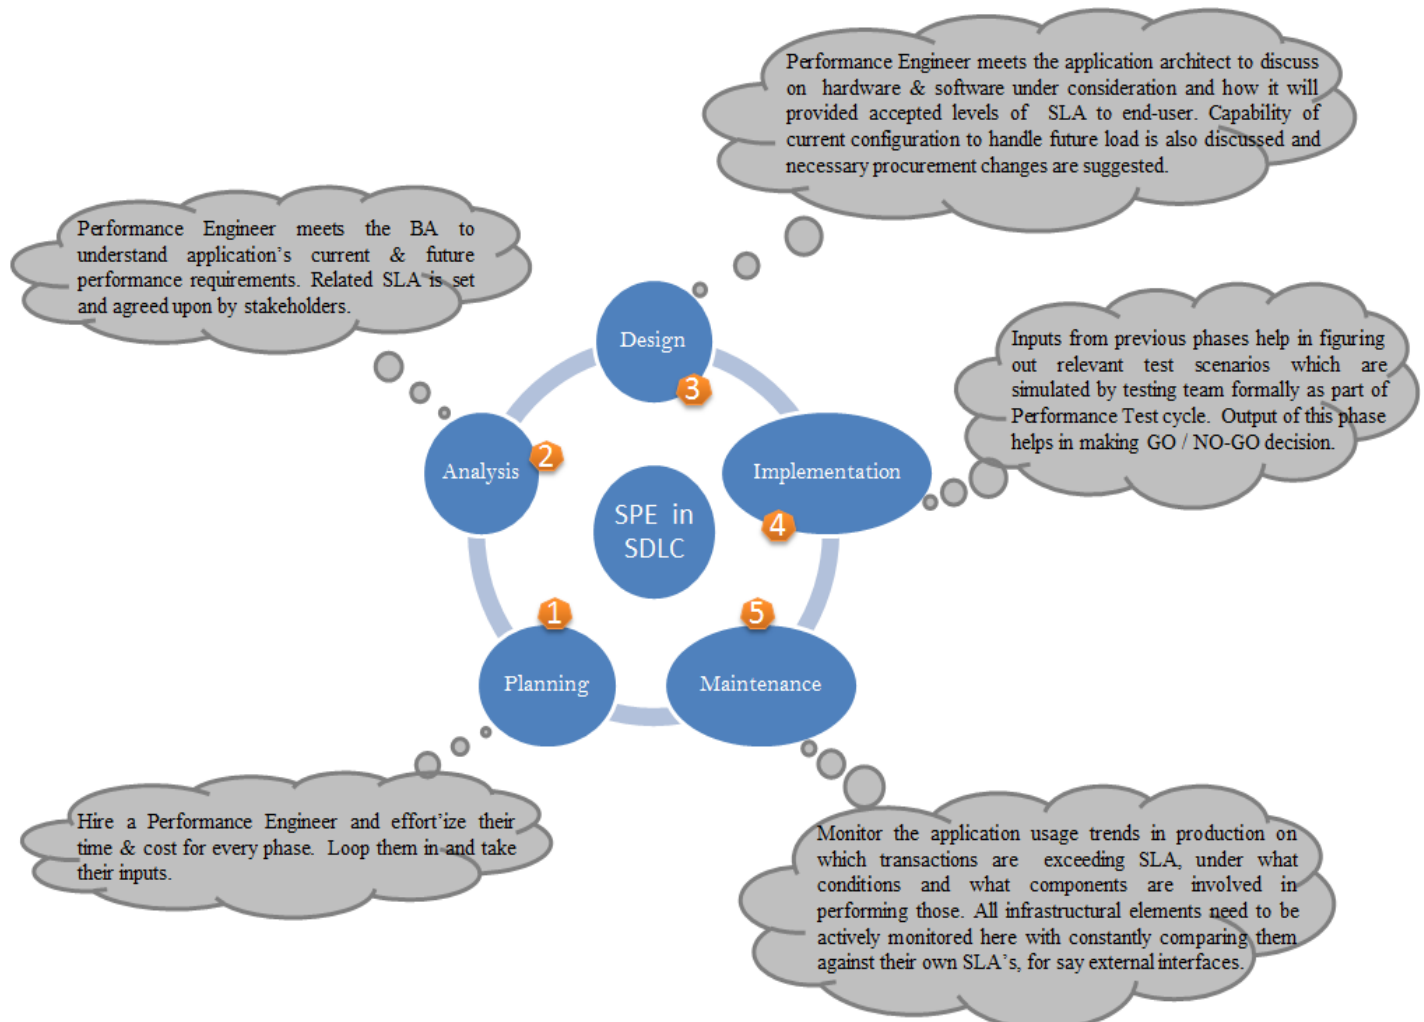 Performance Engineer meets the application architect to discuss
on hardware & software under consideration and how it will
provided accepted levels of SLA to end-user. Capability of
current configuration to handle future load is also discussed and
necessary procurement changes are suggested.
Performance Engineer meets the BA to
understand application's current & future
performance requirements. Related SLA is set
and agreed upon by stakeholders.
Design
3
Inputs from previous phases help in figuring
out relevant test scenarios which are
simulated by testing team formally as part of
Performance Test cycle. Output of this phase
helps in making GO / NO-GO decision.
Analysis
2
Implementation
4
SPE in
SDLC
1
Planning
5
Maintenance
Hire a Performance Engineer and effort'ize their
time & cost for every phase. Loop them in and take
their inputs.
Monitor the application usage trends in production on
which transactions are exceeding SLA, under what
conditions and what components are involved in
performing those. All infrastructural elements need to be
actively monitored here with constantly comparing them
against their own SLA's, for say external interfaces.